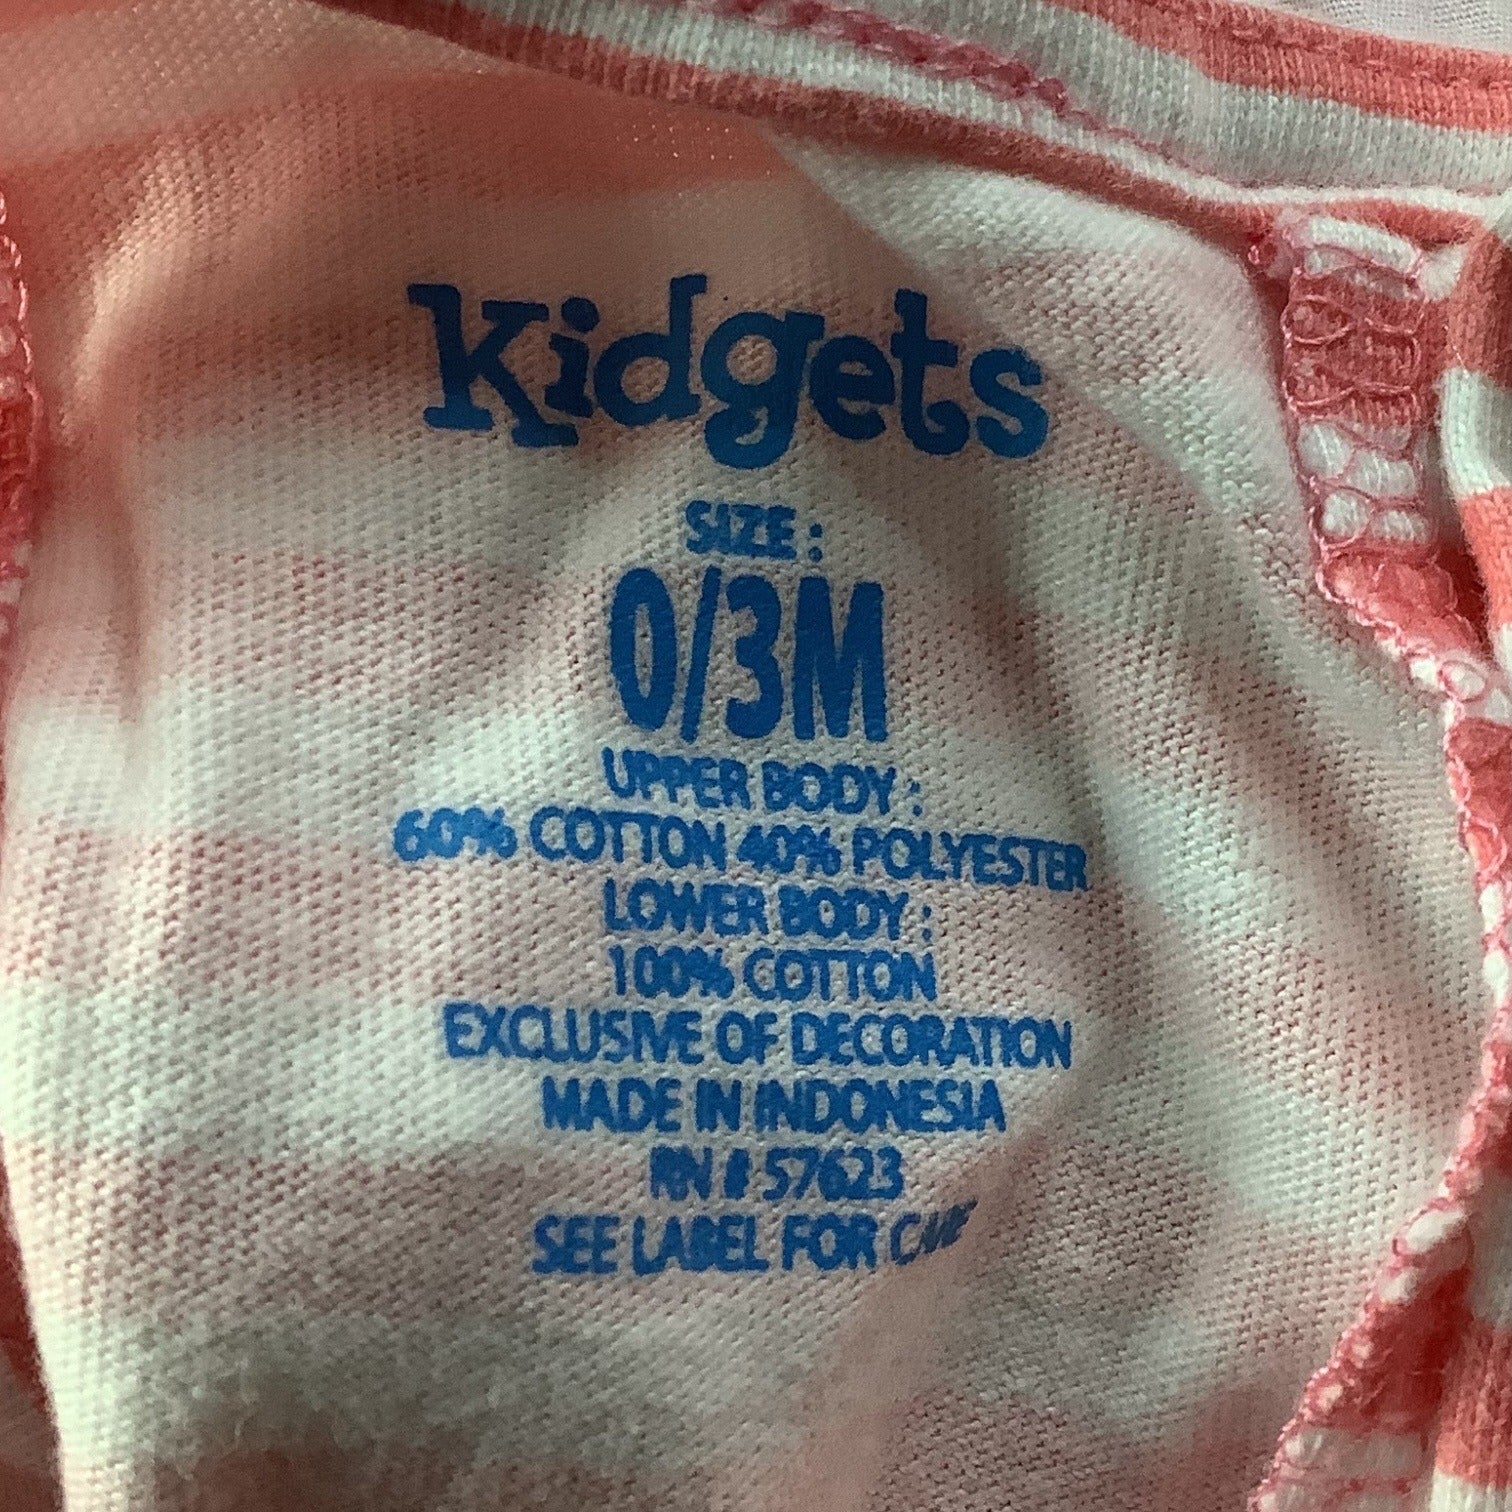 Kidgets
SIZE :
0/3M
UPPER BODY :
60% COTTON 40% POLYESTER
LOWER BODY :
100% COTTON
EXCLUSIVE OF DECORATION
MADE IN INDONESIA
RN # 57623
SEE LABEL FOR CARE